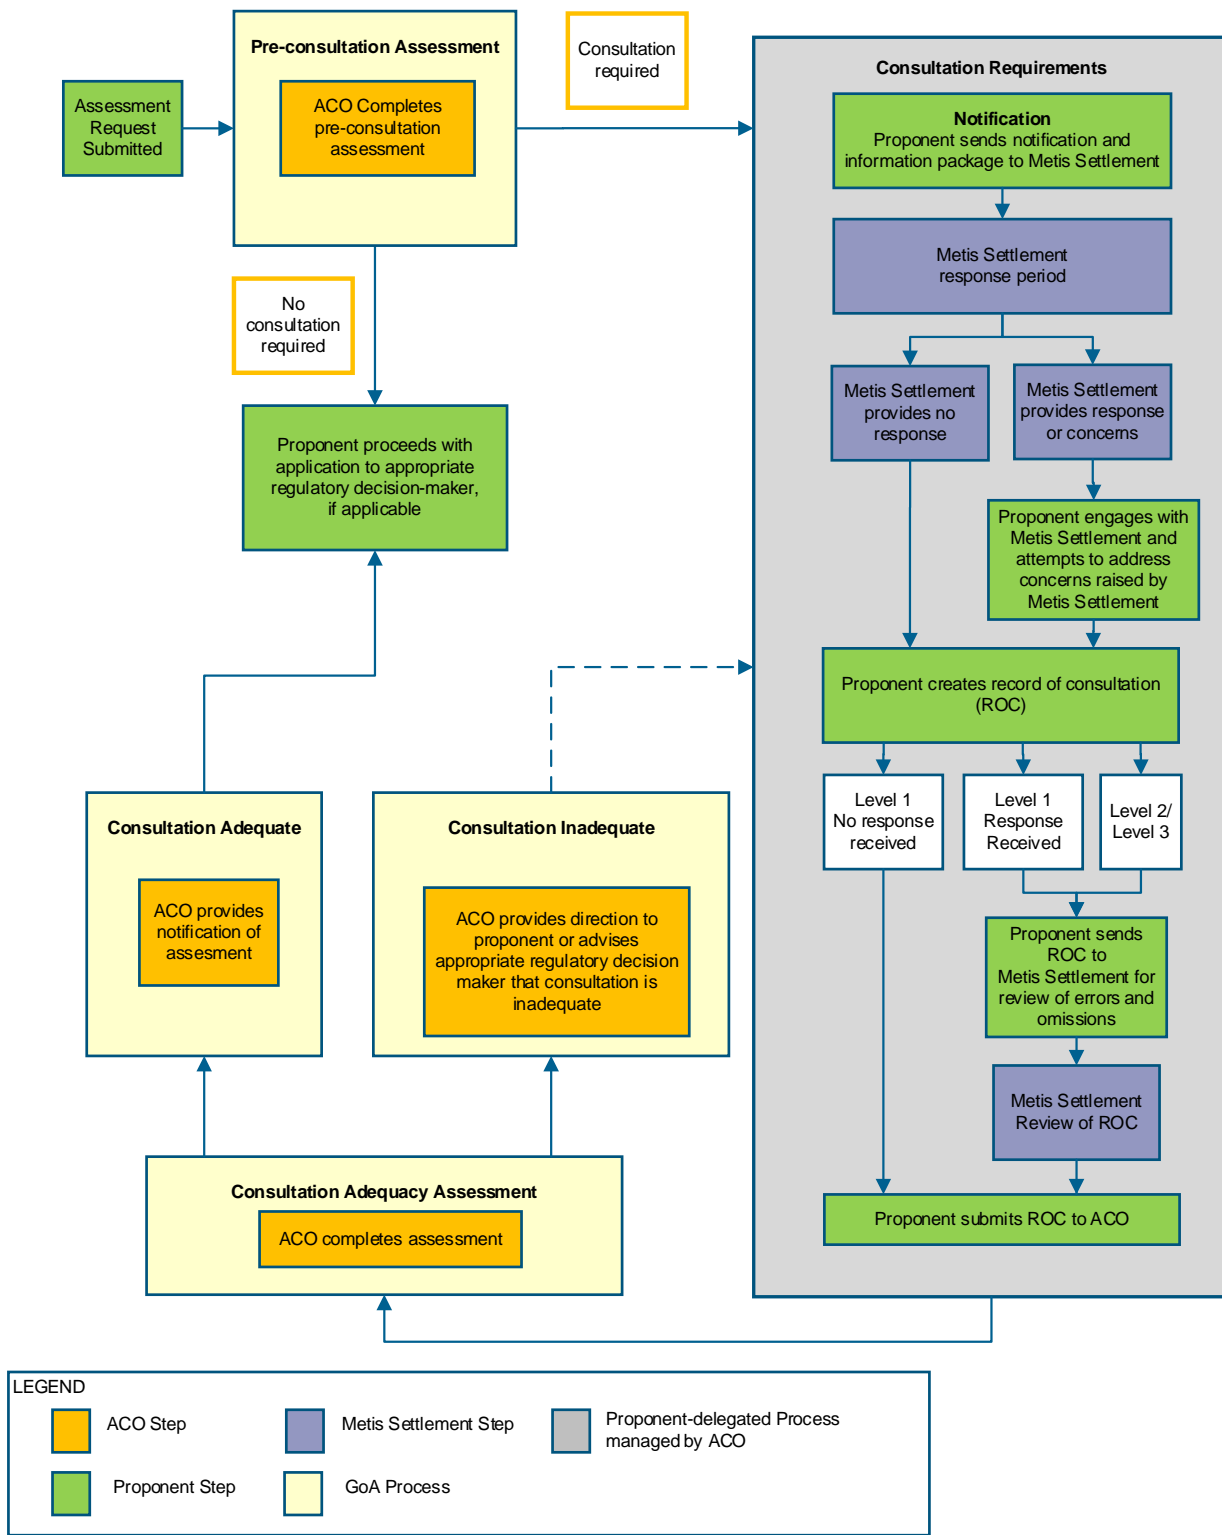 Pre-consultation Assessment
Assessment
Request
Submitted
ACO Completes
pre-consultation
assessment
Consultation
required
No
consultation
required
Proponent proceeds with
application to appropriate
regulatory decision-maker,
if applicable
Consultation Requirements
Notification
Proponent sends notification and
information package to Metis Settlement
Metis Settlement
response period
Metis Settlement
provides no
response
Metis Settlement
provides response
or concerns
Proponent engages with
Metis Settlement and
attempts to address
concerns raised by
Metis Settlement
Proponent creates record of consultation
(ROC)
Level 1
No response
received
Level 1
Response
Received
Level 2/
Level 3
Proponent sends
ROC to
Metis Settlement for
review of errors and
omissions
Metis Settlement
Review of ROC
Proponent submits ROC to ACO
Consultation Adequate
ACO provides
notification of
assesment
Consultation Inadequate
ACO provides direction to
proponent or advises
appropriate regulatory decision
maker that consultation is
inadequate
Consultation Adequacy Assessment
ACO completes assessment
LEGEND
ACO Step
Metis Settlement Step
Proponent-delegated Process
managed by ACO
Proponent Step
GoA Process